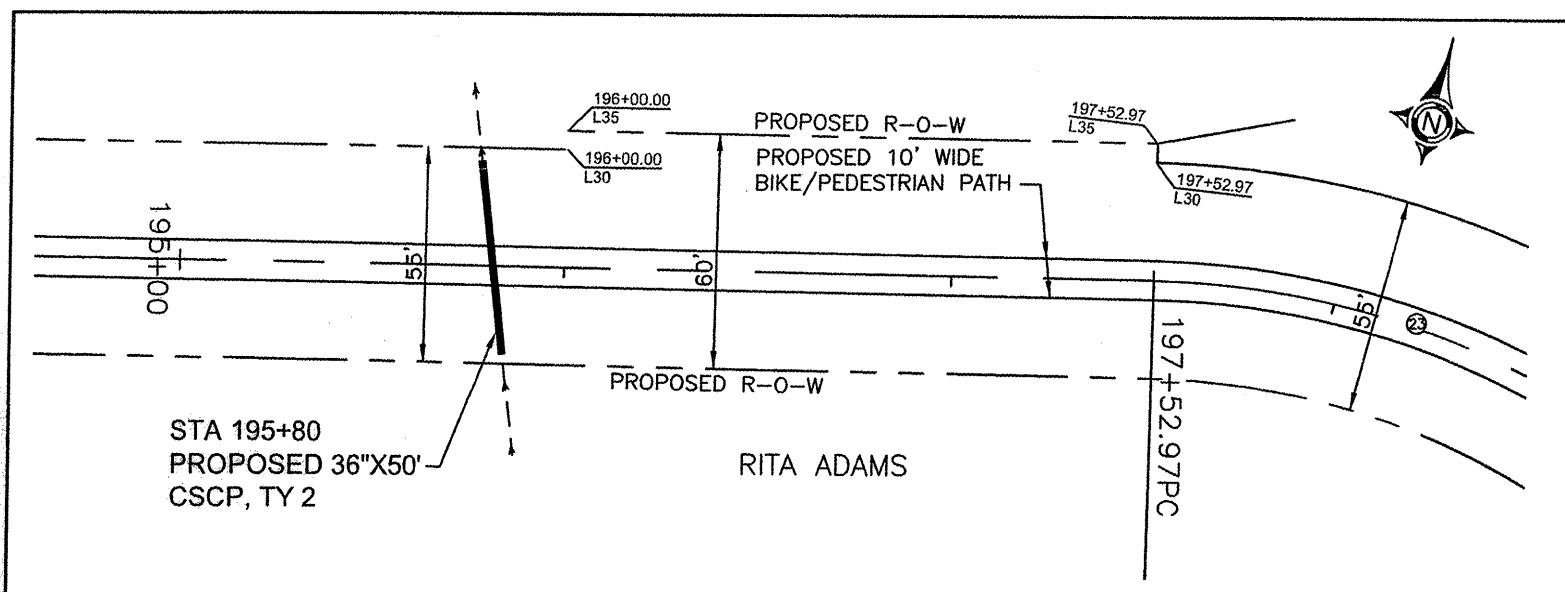 196+00.00
L35
197+52.97
L35
PROPOSED R-O-W
N
196+00.00
L30
PROPOSED 10' WIDE
BIKE/PEDESTRIAN PATH
197+52.97
L30
195+00
55'
60'
55'
23
PROPOSED R-O-W
197+52.97PC
STA 195+80
PROPOSED 36"X50'
CSCP, TY 2
RITA ADAMS